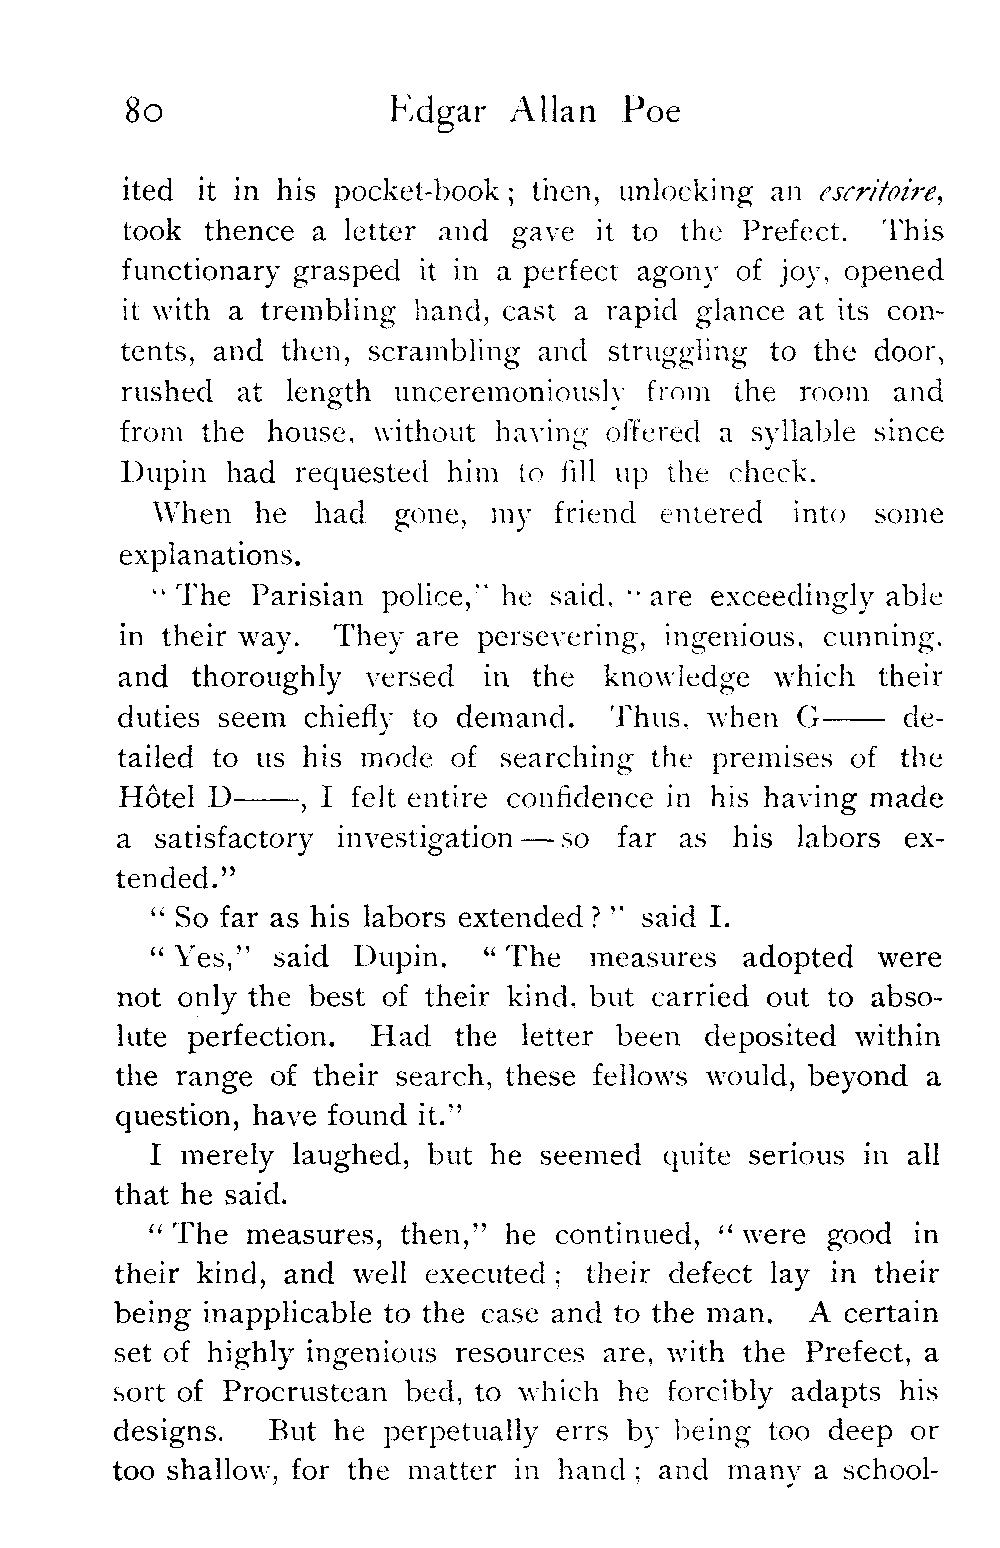 80 Edgar Allan Poe
ited it in his pocket-book; then, unlocking an escritoire,
took thence a letter and gave it to the Prefect. This
functionary grasped it in a perfect agony of joy, opened
it with a trembling hand, cast a rapid glance at its con-
tents, and then, scrambling and struggling to the door,
rushed at length unceremoniously from the room and
from the house, without having offered a syllable since
Dupin had requested him to fill up the check.
When he had gone, my friend entered into some
explanations.
"The Parisian police," he said, "are exceedingly able
in their way. They are persevering, ingenious, cunning,
and thoroughly versed in the knowledge which their
duties seem chiefly to demand. Thus, when G—— de-
tailed to us his mode of searching the premises of the
Hôtel D——, I felt entire confidence in his having made
a satisfactory investigation — so far as his labors ex-
tended."
"So far as his labors extended?" said I.
"Yes," said Dupin. "The measures adopted were
not only the best of their kind, but carried out to abso-
lute perfection. Had the letter been deposited within
the range of their search, these fellows would, beyond a
question, have found it."
I merely laughed, but he seemed quite serious in all
that he said.
"The measures, then," he continued, "were good in
their kind, and well executed; their defect lay in their
being inapplicable to the case and to the man. A certain
set of highly ingenious resources are, with the Prefect, a
sort of Procrustean bed, to which he forcibly adapts his
designs. But he perpetually errs by being too deep or
too shallow, for the matter in hand; and many a school-